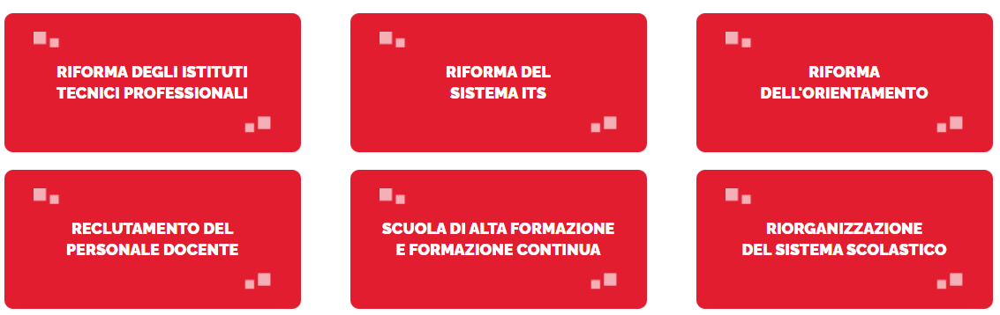 RIFORMA DEGLI ISTITUTI
TECNICI PROFESSIONALI
RIFORMA DEL
SISTEMA ITS
RIFORMA
DELL'ORIENTAMENTO
RECLUTAMENTO DEL
PERSONALE DOCENTE
SCUOLA DI ALTA FORMAZIONE
E FORMAZIONE CONTINUA
RIORGANIZZAZIONE
DEL SISTEMA SCOLASTICO